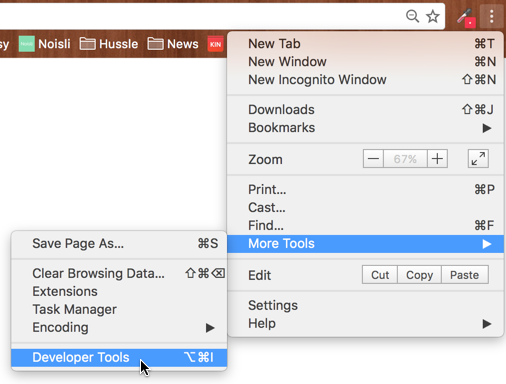 sy Noisli Hussle News KIN
New Tab ⌘T
New Window ⌘N
New Incognito Window ⇧⌘N
Downloads ⇧⌘J
Bookmarks ▶
Zoom — 67% +
Print... ⌘P
Cast...
Find... ⌘F
More Tools ▶
Edit Cut Copy Paste
Settings
Help ▶
Save Page As... ⌘S
Clear Browsing Data... ⇧⌘⌫
Extensions
Task Manager
Encoding ▶
Developer Tools ⌥⌘I